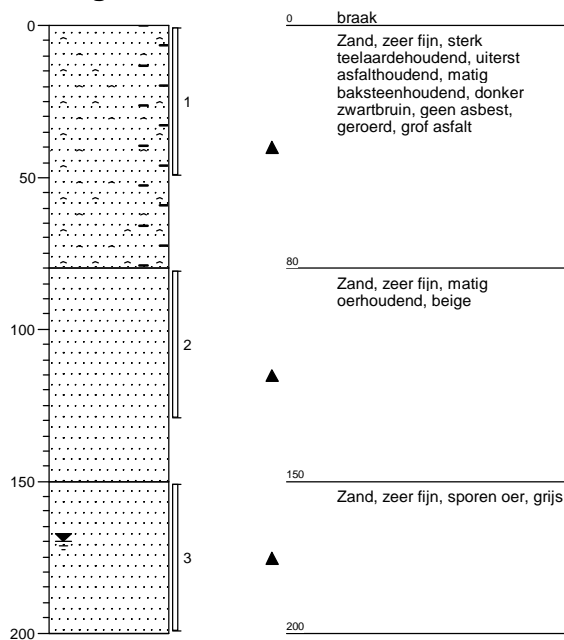 0
50
100
150
200
1
2
3
0 braak
Zand, zeer fijn, sterk
teelaardehoudend, uiterst
asfalthoudend, matig
baksteenhoudend, donker
zwartbruin, geen asbest,
geroerd, grof asfalt
80
Zand, zeer fijn, matig
oerhoudend, beige
150
Zand, zeer fijn, sporen oer, grijs
200